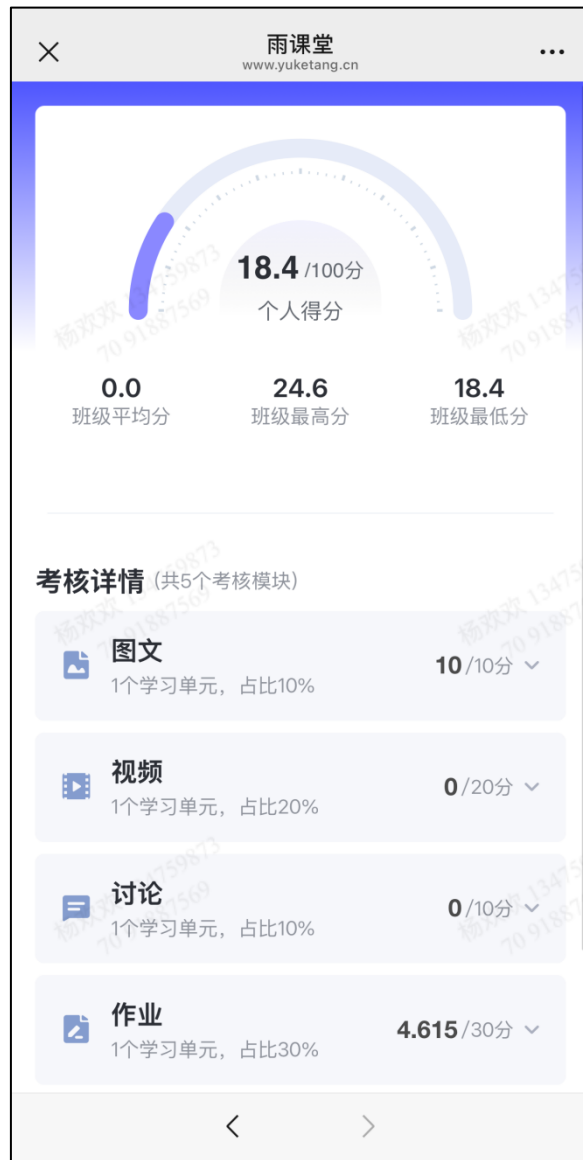 雨课堂
www.yuketang.cn
18.4 /100分
个人得分
0.0
24.6
18.4
班级平均分
班级最高分
班级最低分
考核详情 (共5个考核模块)
图文
10/10分
1个学习单元，占比10%
视频
0/20分
1个学习单元，占比20%
讨论
0/10分
1个学习单元，占比10%
作业
4.615/30分
1个学习单元，占比30%